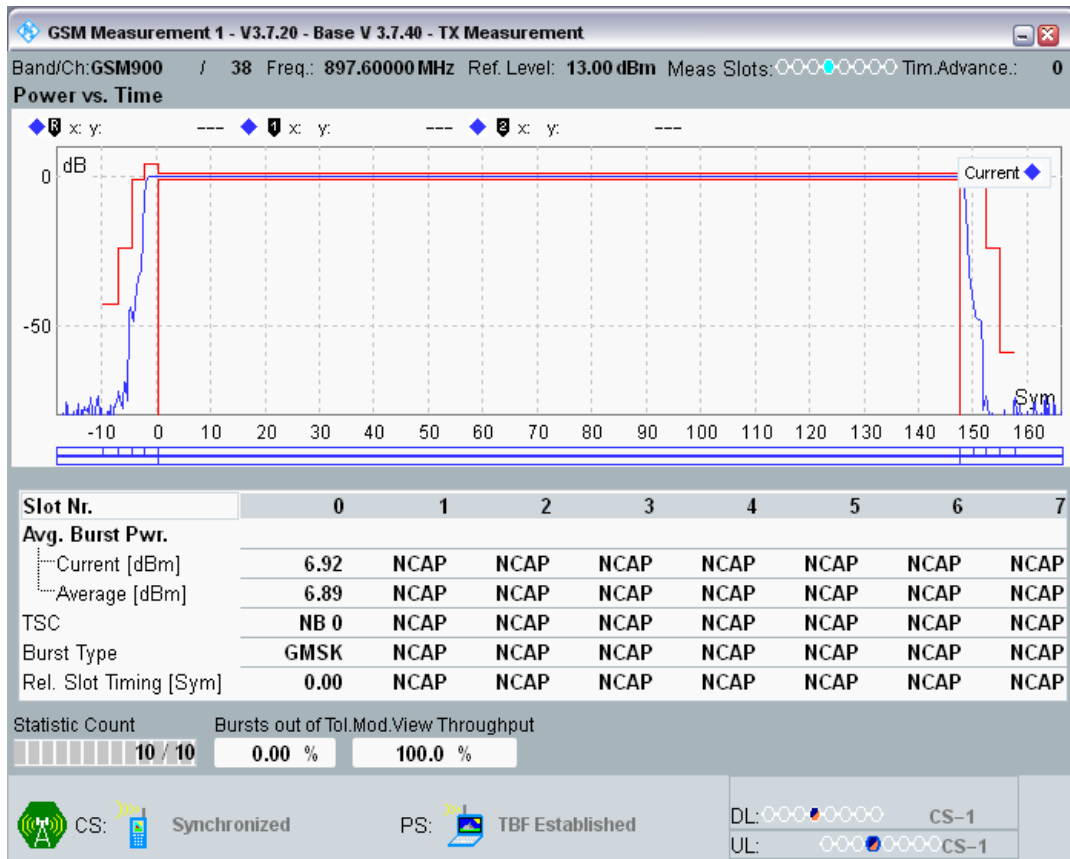 GSM Measurement 1 - V3.7.20 - Base V 3.7.40 - TX Measurement
Band/Ch:GSM900 / 38 Freq.: 897.60000 MHz Ref. Level: 13.00 dBm Meas Slots: Tim.Advance.: 0
Power vs. Time
R x: y: --- 1 x: y: --- 2 x: y: ---
dB
0
Current
-50
Sym
-10 0 10 20 30 40 50 60 70 80 90 100 110 120 130 140 150 160
Slot Nr. 0 1 2 3 4 5 6 7
Avg. Burst Pwr.
Current [dBm] 6.92 NCAP NCAP NCAP NCAP NCAP NCAP NCAP
Average [dBm] 6.89 NCAP NCAP NCAP NCAP NCAP NCAP NCAP
TSC NB 0 NCAP NCAP NCAP NCAP NCAP NCAP NCAP
Burst Type GMSK NCAP NCAP NCAP NCAP NCAP NCAP NCAP
Rel. Slot Timing [Sym] 0.00 NCAP NCAP NCAP NCAP NCAP NCAP NCAP
Statistic Count Bursts out of Tol. Mod.View Throughput
10 / 10 0.00 % 100.0 %
CS: Synchronized PS: TBF Established
DL: CS-1
UL: CS-1